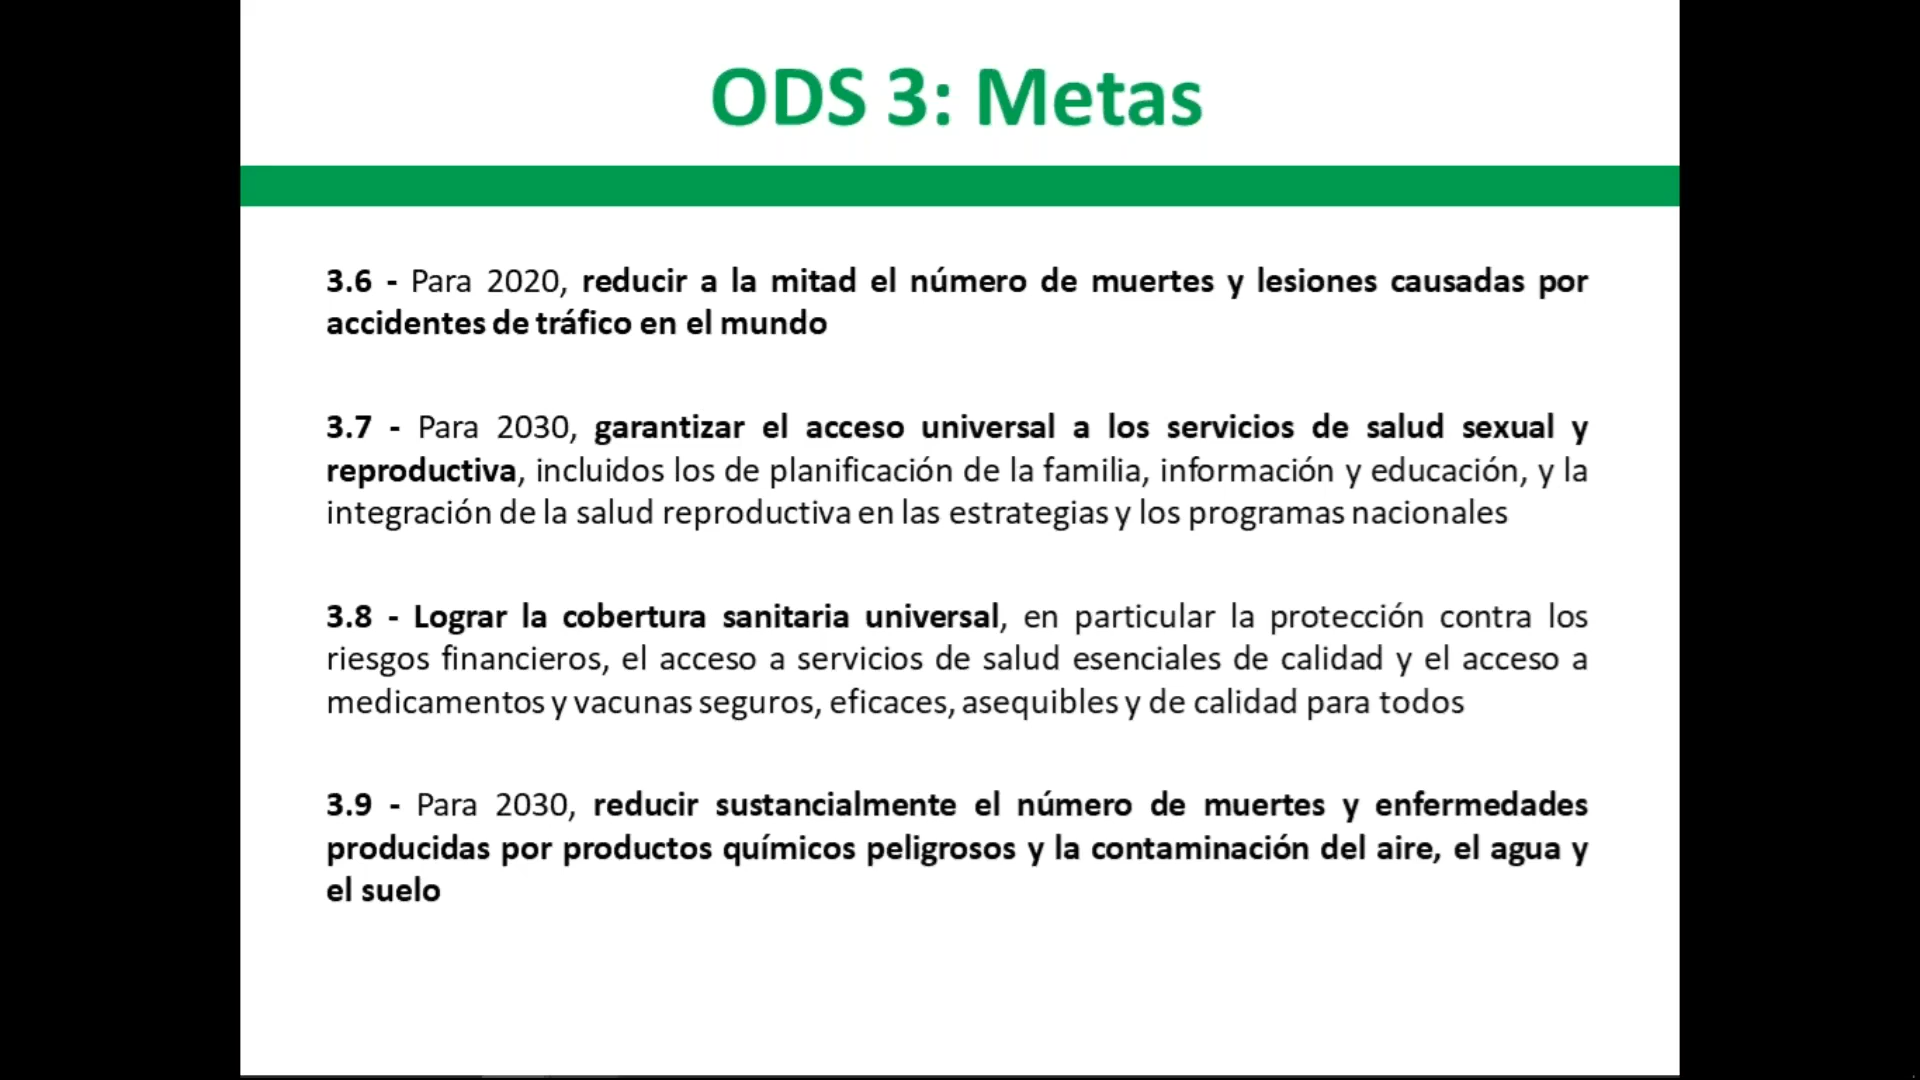 ODS 3: Metas
3.6 - Para 2020, reducir a la mitad el número de muertes y lesiones causadas por
accidentes de tráfico en el mundo
3.7 - Para 2030, garantizar el acceso universal a los servicios de salud sexual y
reproductiva, incluidos los de planificación de la familia, información y educación, y la
integración de la salud reproductiva en las estrategias y los programas nacionales
3.8 - Lograr la cobertura sanitaria universal, en particular la protección contra los
riesgos financieros, el acceso a servicios de salud esenciales de calidad y el acceso a
medicamentos y vacunas seguros, eficaces, asequibles y de calidad para todos
3.9 - Para 2030, reducir sustancialmente el número de muertes y enfermedades
producidas por productos químicos peligrosos y la contaminación del aire, el agua y
el suelo